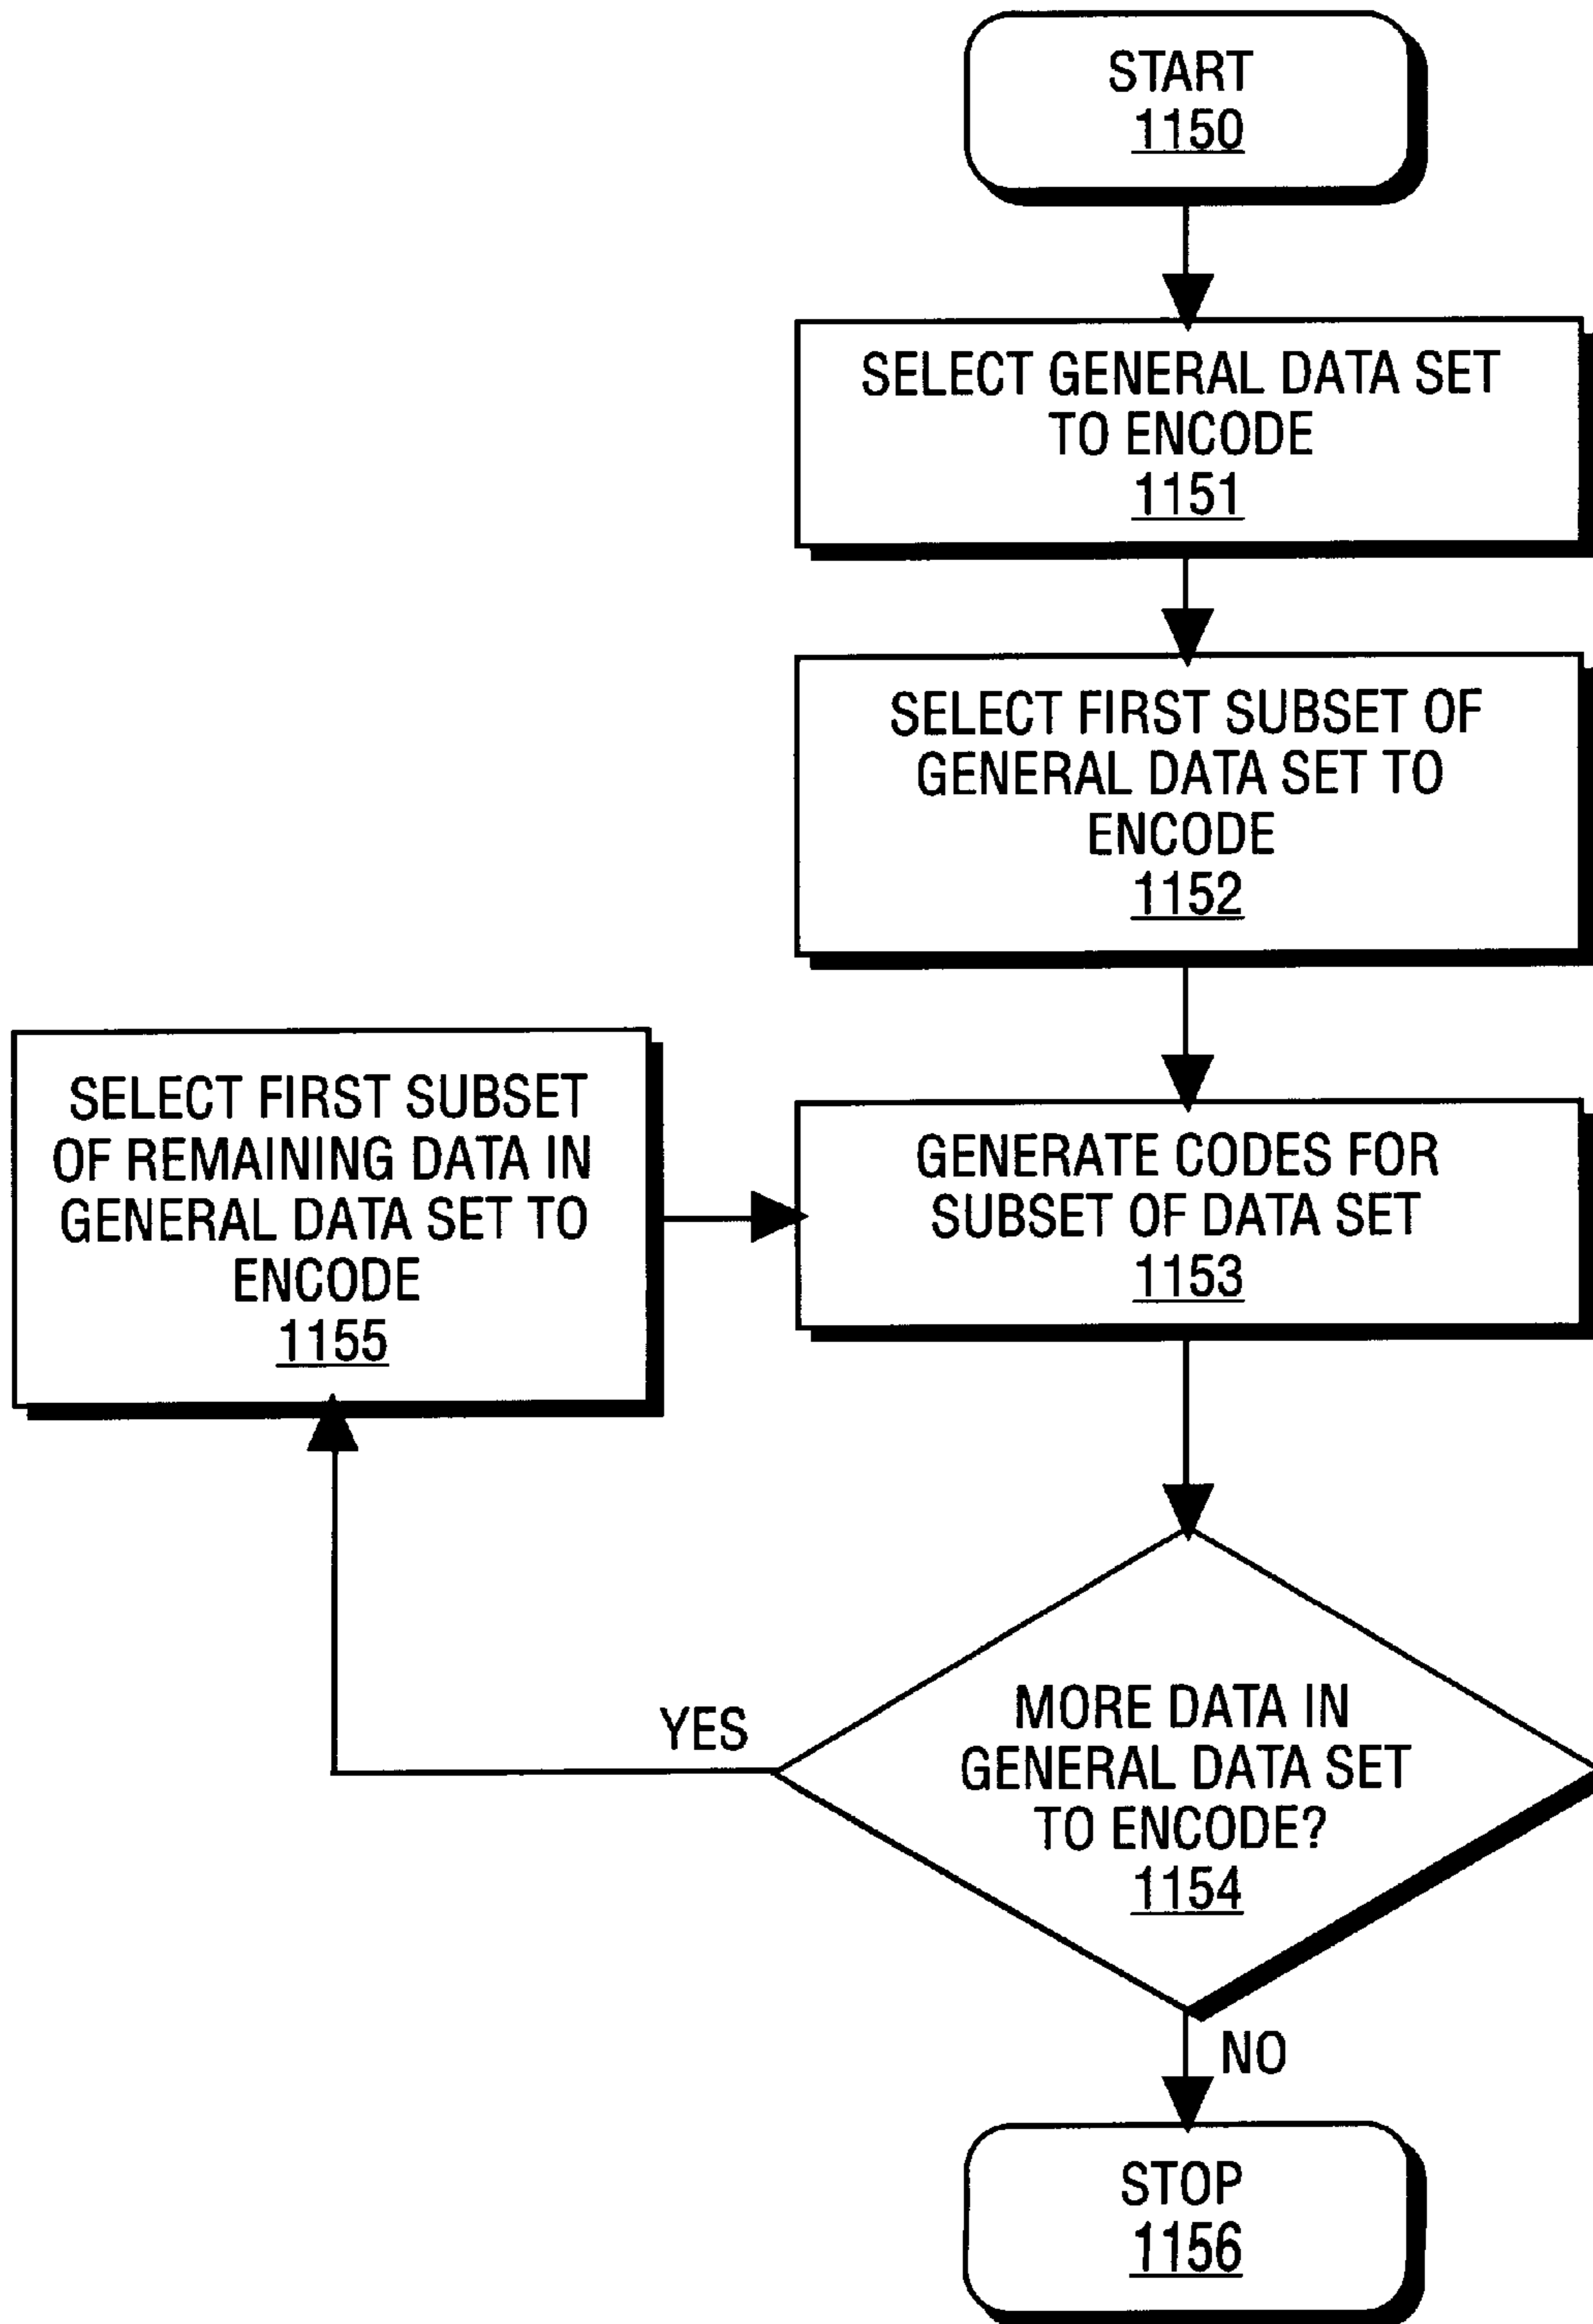 START
1150
SELECT GENERAL DATA SET
TO ENCODE
1151
SELECT FIRST SUBSET OF
GENERAL DATA SET TO
ENCODE
1152
SELECT FIRST SUBSET
OF REMAINING DATA IN
GENERAL DATA SET TO
ENCODE
1155
GENERATE CODES FOR
SUBSET OF DATA SET
1153
YES
MORE DATA IN
GENERAL DATA SET
TO ENCODE?
1154
NO
STOP
1156